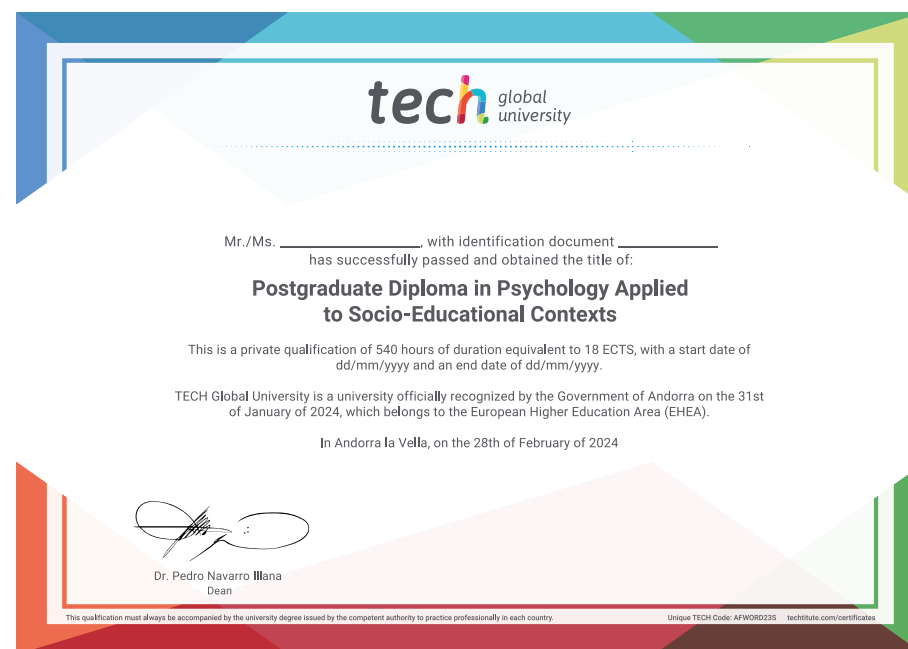 tech global university
Mr./Ms. ____________________, with identification document ______________
has successfully passed and obtained the title of:
Postgraduate Diploma in Psychology Applied
to Socio-Educational Contexts
This is a private qualification of 540 hours of duration equivalent to 18 ECTS, with a start date of
dd/mm/yyyy and an end date of dd/mm/yyyy.
TECH Global University is a university officially recognized by the Government of Andorra on the 31st
of January of 2024, which belongs to the European Higher Education Area (EHEA).
In Andorra la Vella, on the 28th of February of 2024
Dr. Pedro Navarro Illana
Dean
This qualification must always be accompanied by the university degree issued by the competent authority to practice professionally in each country.
Unique TECH Code: AFWORD23S techtitute.com/certificates